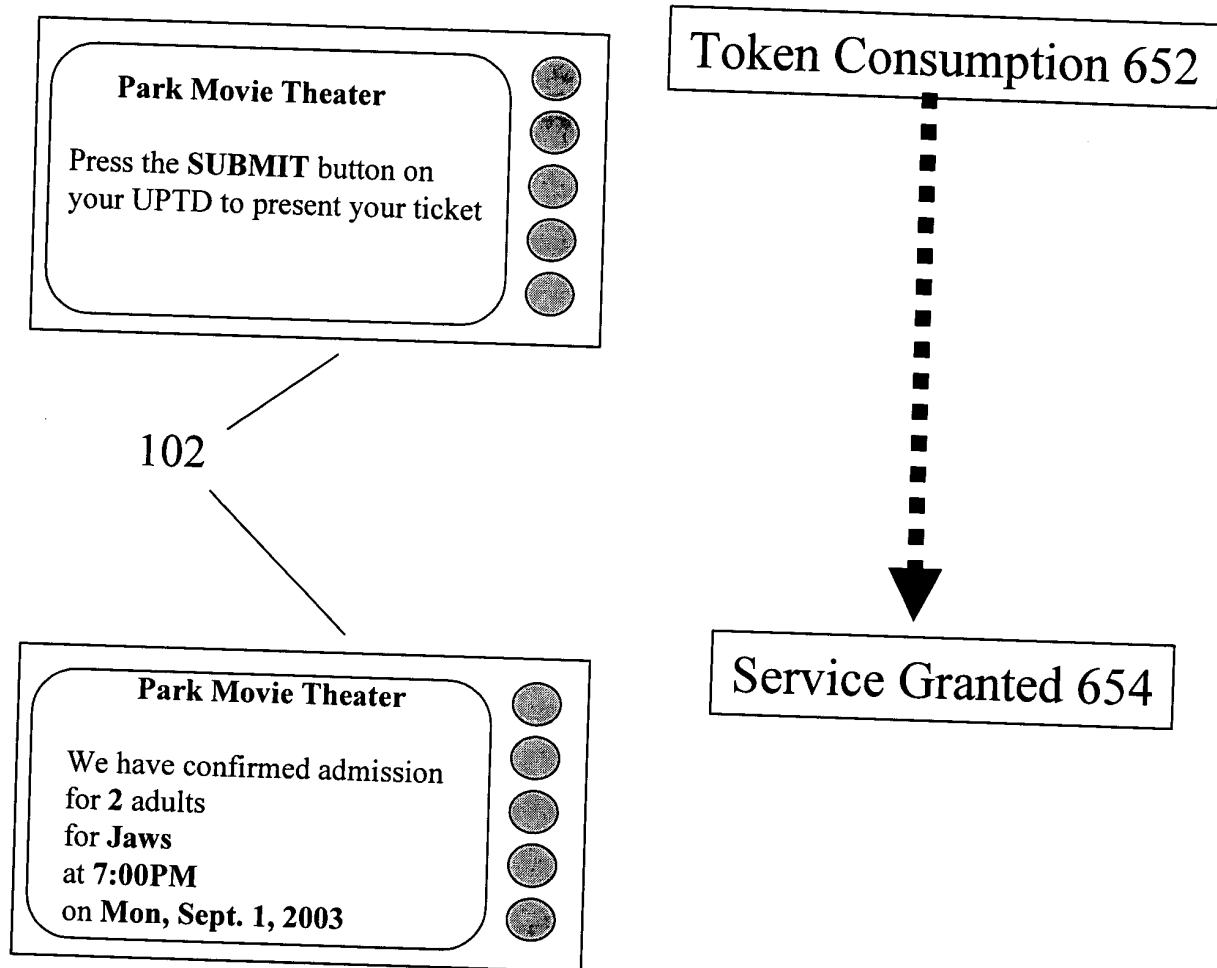 Park Movie Theater
Press the SUBMIT button on
your UPTD to present your ticket
Token Consumption 652
102
Park Movie Theater
We have confirmed admission
for 2 adults
for Jaws
at 7:00PM
on Mon, Sept. 1, 2003
Service Granted 654